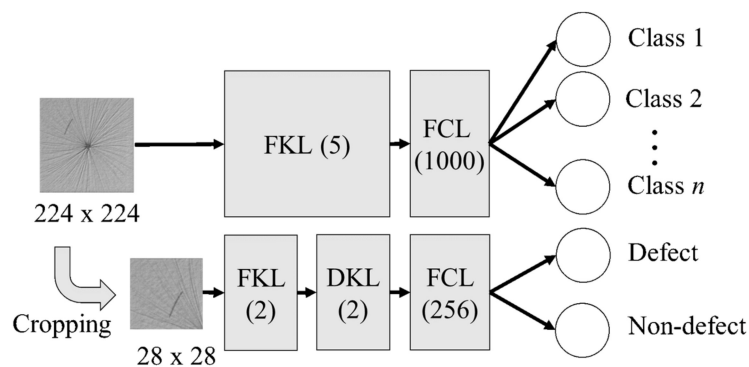 224 x 224
FKL (5)
FCL
(1000)
Class 1
Class 2
Class n
Cropping
28 x 28
FKL
(2)
DKL
(2)
FCL
(256)
Defect
Non-defect